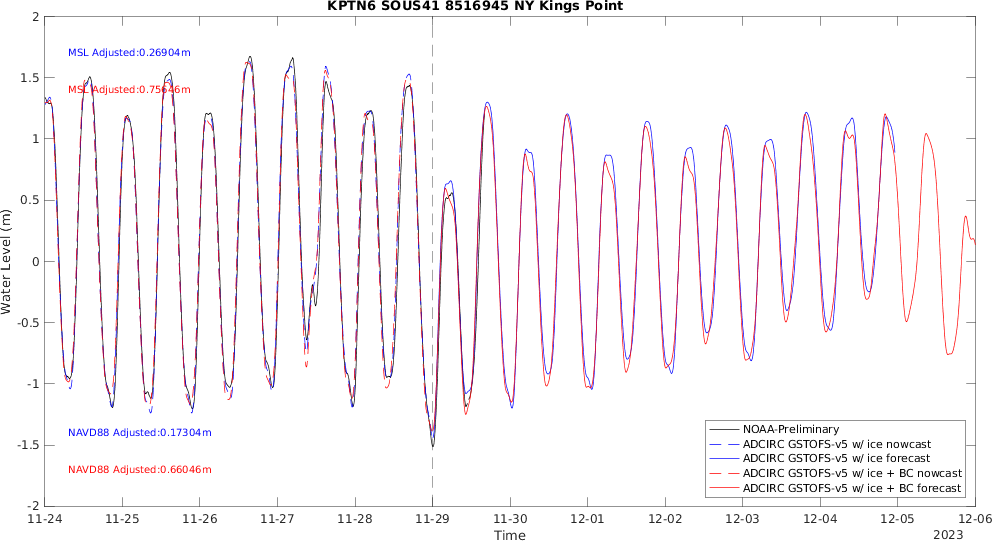 KPTN6 SOUS41 8516945 NY Kings Point
2
1.5
1
0.5
0
-0.5
-1
-1.5
-2
Water Level (m)
MSL Adjusted:0.26904m
MSL Adjusted:0.75646m
NAVD88 Adjusted:0.17304m
NAVD88 Adjusted:0.66046m
NOAA-Preliminary
ADCIRC GSTOFS-v5 w/ ice nowcast
ADCIRC GSTOFS-v5 w/ ice forecast
ADCIRC GSTOFS-v5 w/ ice + BC nowcast
ADCIRC GSTOFS-v5 w/ ice + BC forecast
11-24 11-25 11-26 11-27 11-28 11-29 11-30 12-01 12-02 12-03 12-04 12-05 12-06
Time
2023